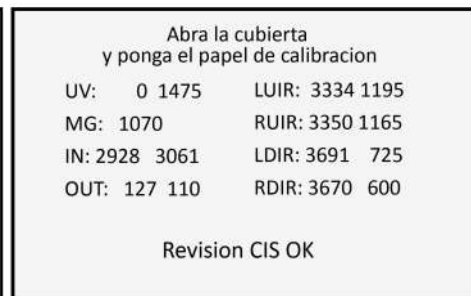 Abra la cubierta
y ponga el papel de calibracion
UV: 0 1475 LUIR: 3334 1195
MG: 1070 RUIR: 3350 1165
IN: 2928 3061 LDIR: 3691 725
OUT: 127 110 RDIR: 3670 600
Revision CIS OK